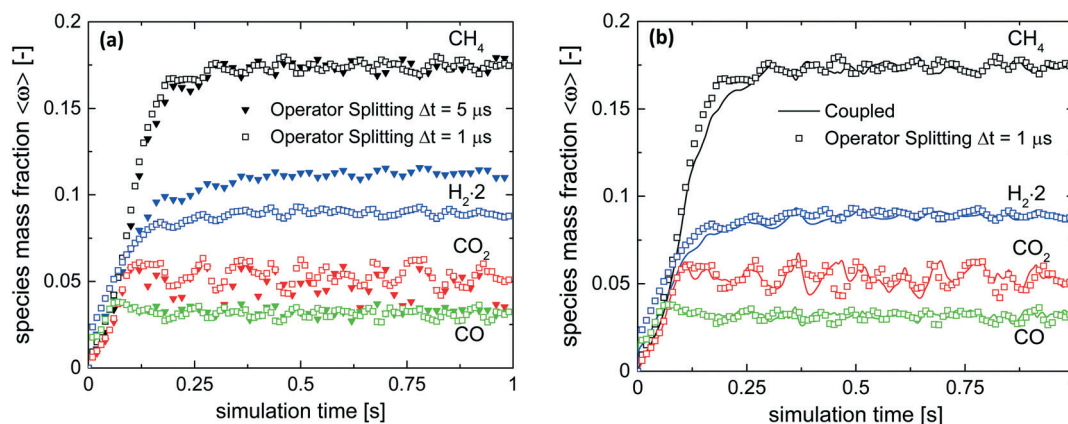 (a)
species mass fraction <ω> [-]
0.2
0.15
0.1
0.05
0
CH₄
Operator Splitting Δt = 5 μs
Operator Splitting Δt = 1 μs
H₂·2
CO₂
CO
0
0.25
0.5
0.75
1
simulation time [s]
(b)
species mass fraction <ω> [-]
0.2
0.15
0.1
0.05
0
CH₄
Coupled
Operator Splitting Δt = 1 μs
H₂·2
CO₂
CO
0
0.25
0.5
0.75
1
simulation time [s]